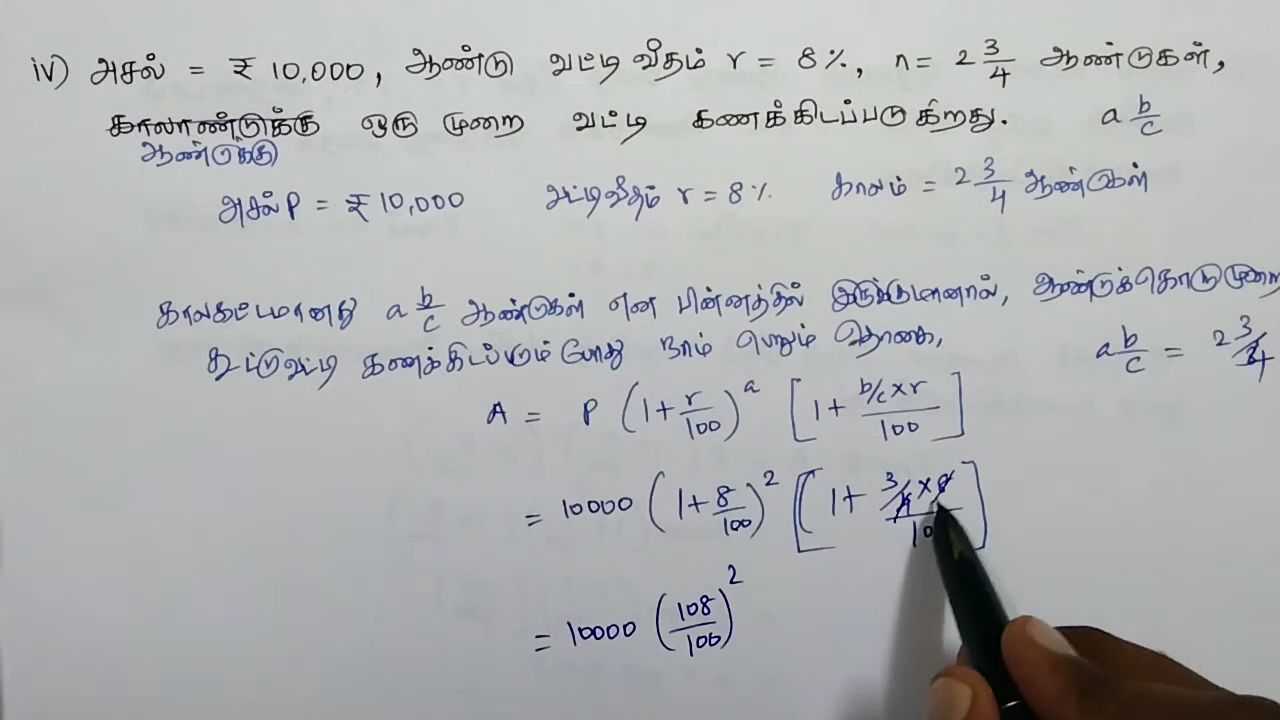 iv) அசல் = ₹ 10,000, ஆண்டு வட்டி வீதம் r = 8%, n = 2 3/4 ஆண்டுகள்,
காலாண்டுக்கு ஒரு முறை வட்டி கணக்கிடப்படுகிறது. a b/c
ஆண்டுக்கு
அசல் P = ₹ 10,000 வட்டிவீதம் r = 8% காலம் = 2 3/4 ஆண்டுகள்
காலகட்டமானது a b/c ஆண்டுகள் என பின்னத்தில் இருக்குமானால், ஆண்டுக்கொருமுறை
கூட்டுவட்டி கணக்கிடப்படும்போது நாம் பெறும் தொகை, a b/c = 2 3/4
A = P (1 + r/100)^a [1 + (b/c × r)/100]
= 10000 (1 + 8/100)^2 [(1 + (3/4 × 8)/10]
= 10000 (108/100)^2